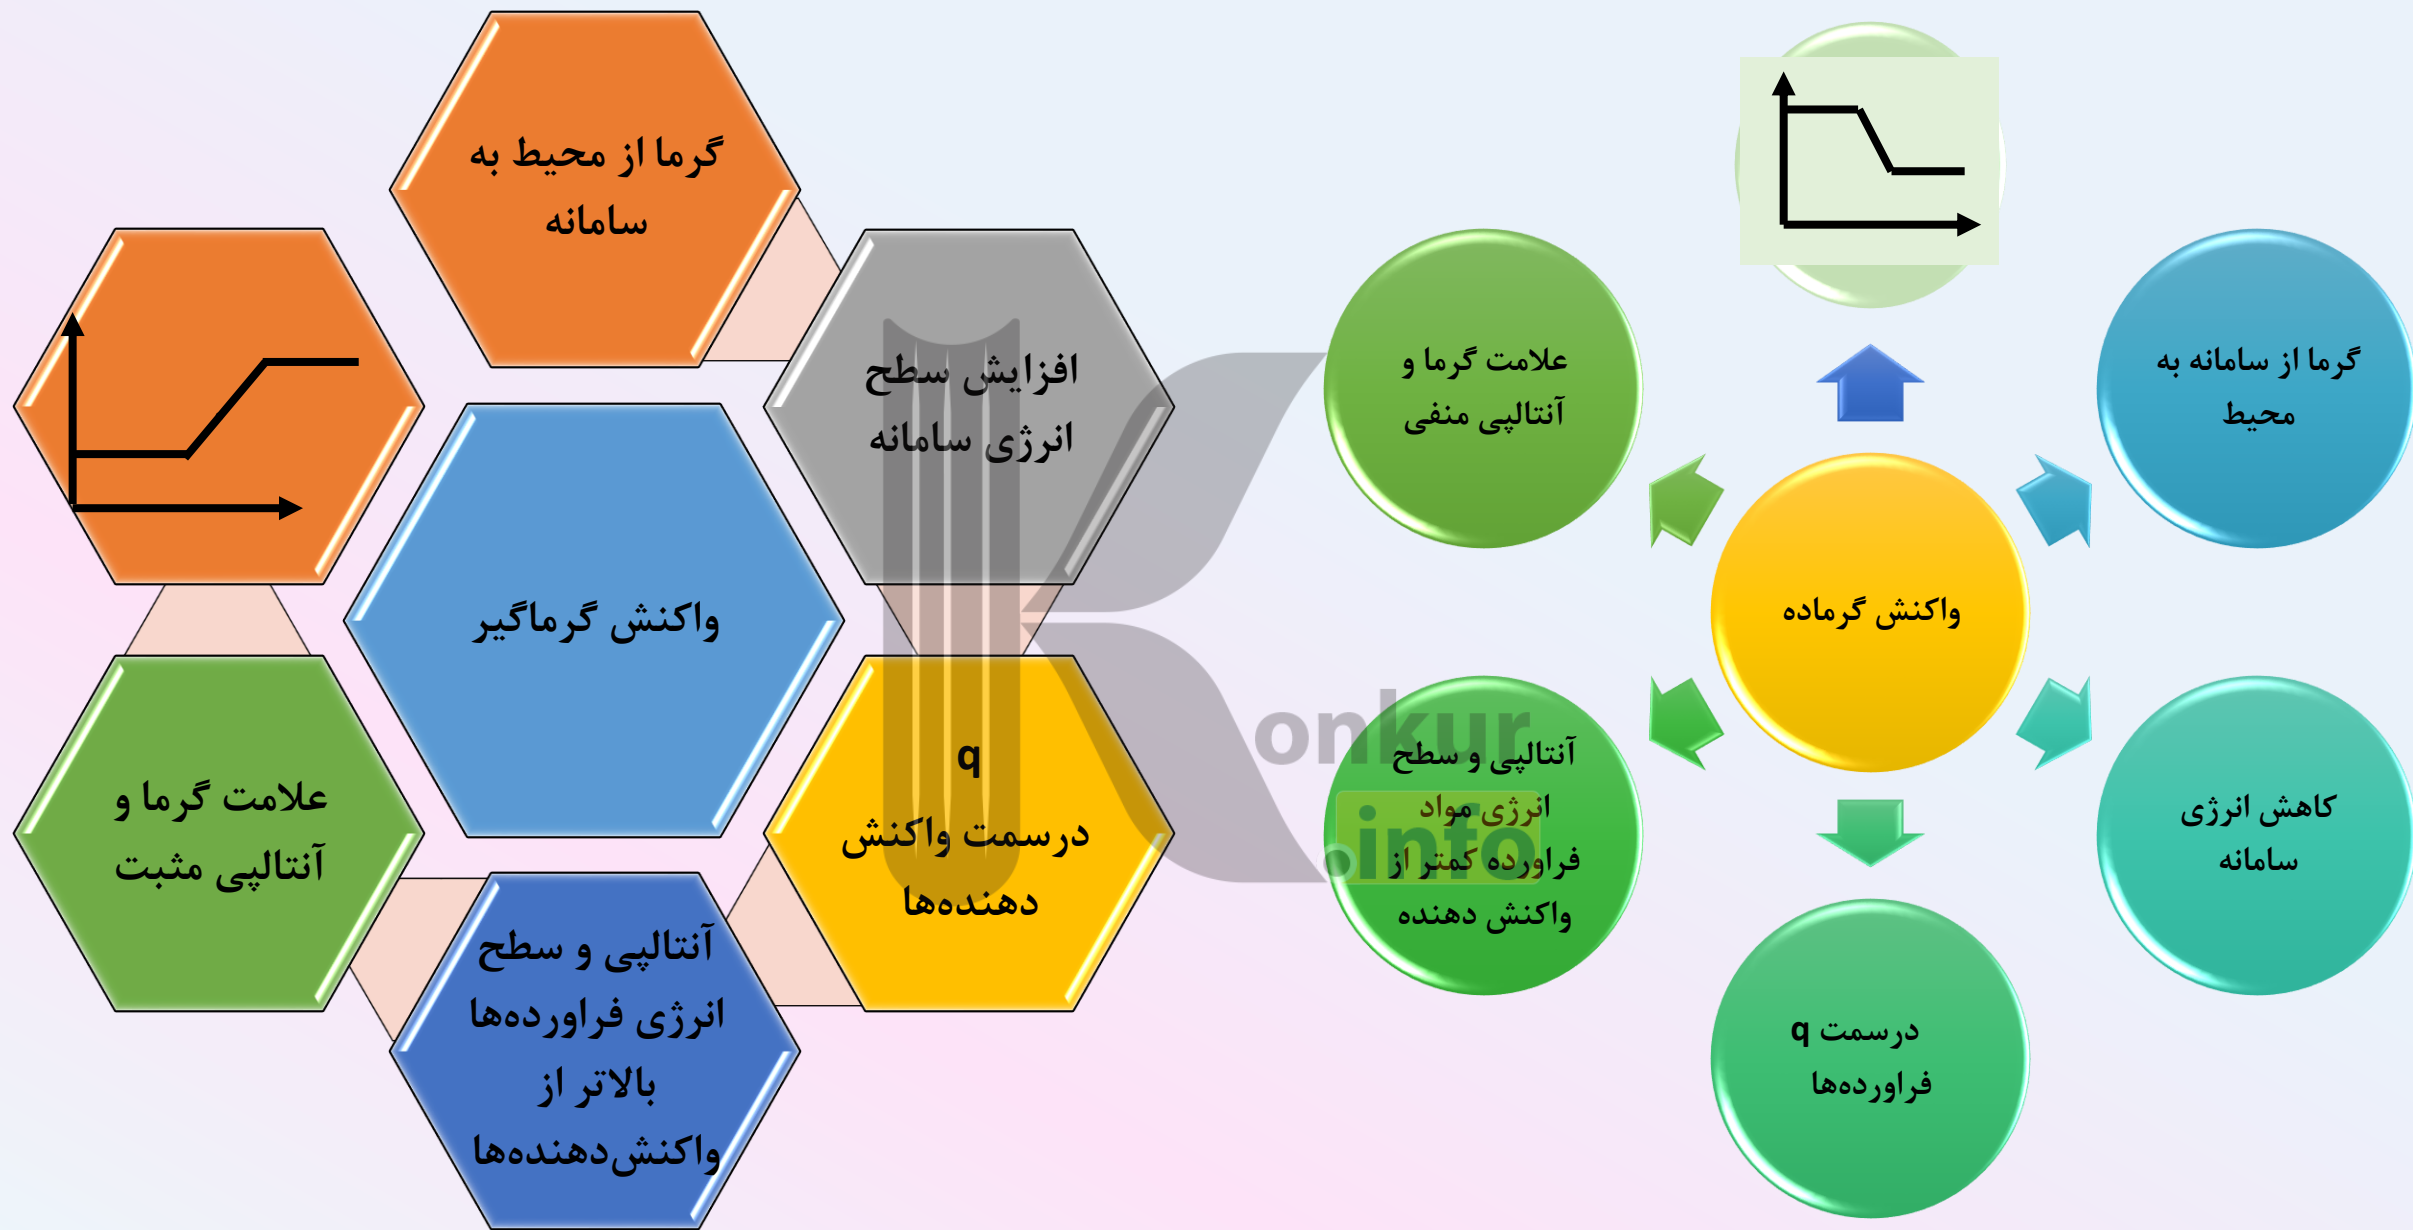 گرما از محیط به
سامانه
افزایش سطح
انرژی سامانه
واکنش گرماگیر
q
درسمت واکنش
دهنده‌ها
علامت گرما و
آنتالپی مثبت
آنتالپی و سطح
انرژی فراورده‌ها
بالاتر از
واکنش‌دهنده‌ها
علامت گرما و
آنتالپی منفی
گرما از سامانه به
محیط
واکنش گرماده
آنتالپی و سطح
انرژی مواد
فراورده کمتر از
واکنش دهنده
کاهش انرژی
سامانه
درسمت q
فراورده‌ها
Konkur
.info